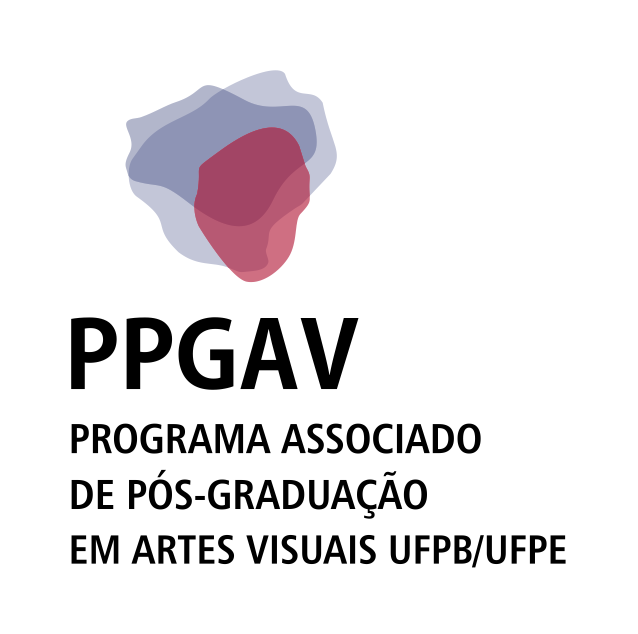 PPGAV
PROGRAMA ASSOCIADO
DE PÓS-GRADUAÇÃO
EM ARTES VISUAIS UFPB/UFPE